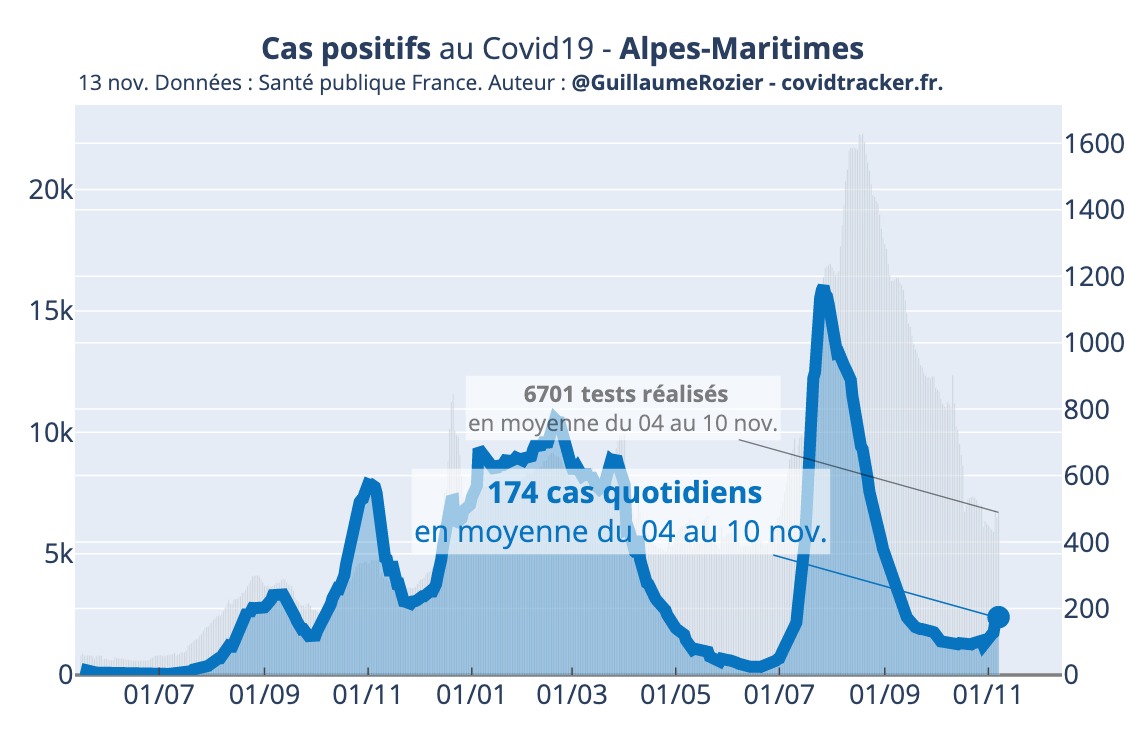 Cas positifs au Covid19 - Alpes-Maritimes
13 nov. Données : Santé publique France. Auteur : @GuillaumeRozier - covidtracker.fr.
1600
20k
1400
1200
15k
1000
6701 tests réalisés
en moyenne du 04 au 10 nov.
800
10k
600
174 cas quotidiens
en moyenne du 04 au 10 nov.
5k
400
200
0
0
01/07 01/09 01/11 01/01 01/03 01/05 01/07 01/09 01/11